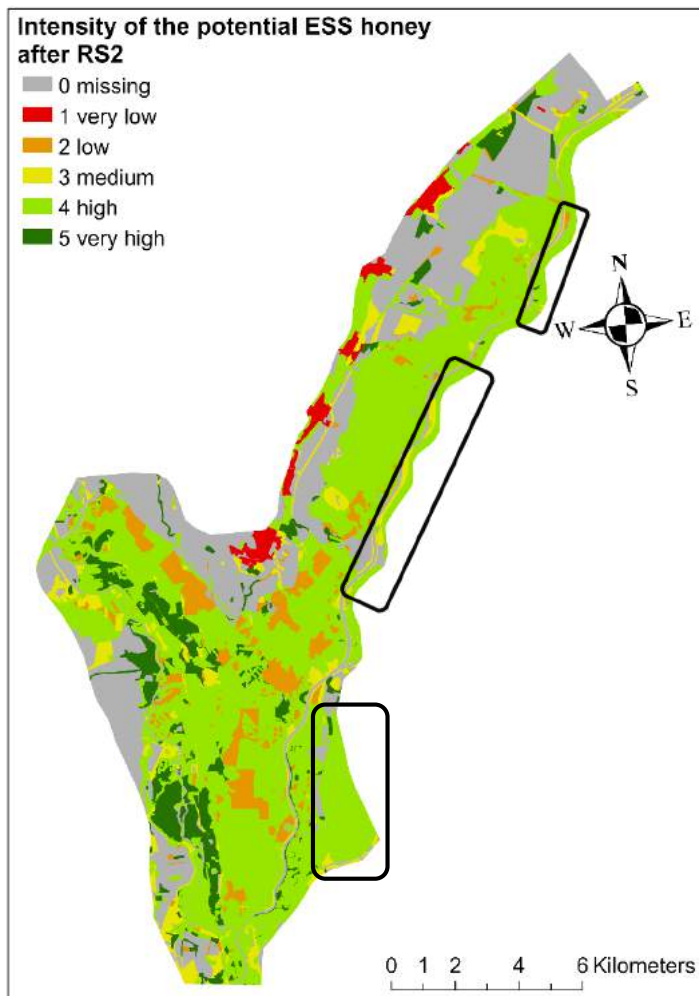 Intensity of the potential ESS honey
after RS2
0 missing
1 very low
2 low
3 medium
4 high
5 very high
N
W E
S
0 1 2 4 6 Kilometers